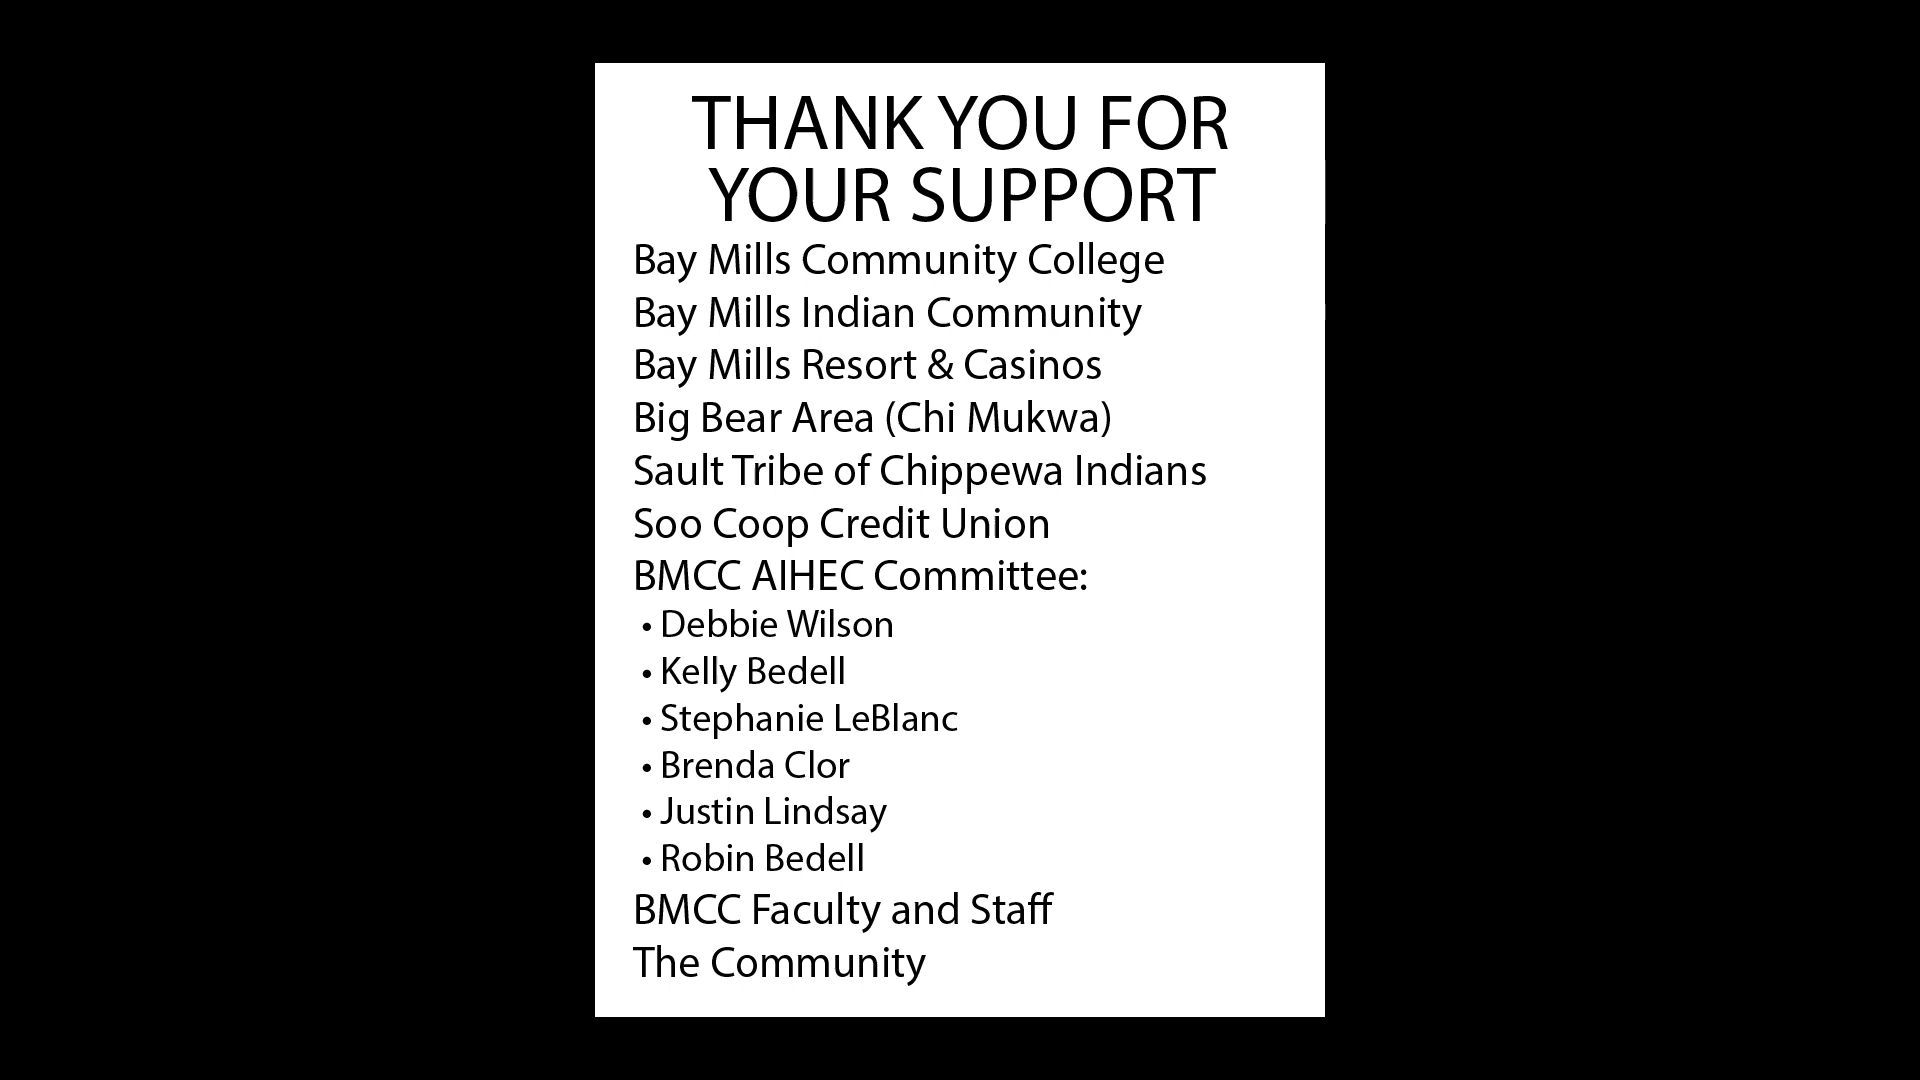 THANK YOU FOR
YOUR SUPPORT
Bay Mills Community College
Bay Mills Indian Community
Bay Mills Resort & Casinos
Big Bear Area (Chi Mukwa)
Sault Tribe of Chippewa Indians
Soo Coop Credit Union
BMCC AIHEC Committee:
• Debbie Wilson
• Kelly Bedell
• Stephanie LeBlanc
• Brenda Clor
• Justin Lindsay
• Robin Bedell
BMCC Faculty and Staff
The Community